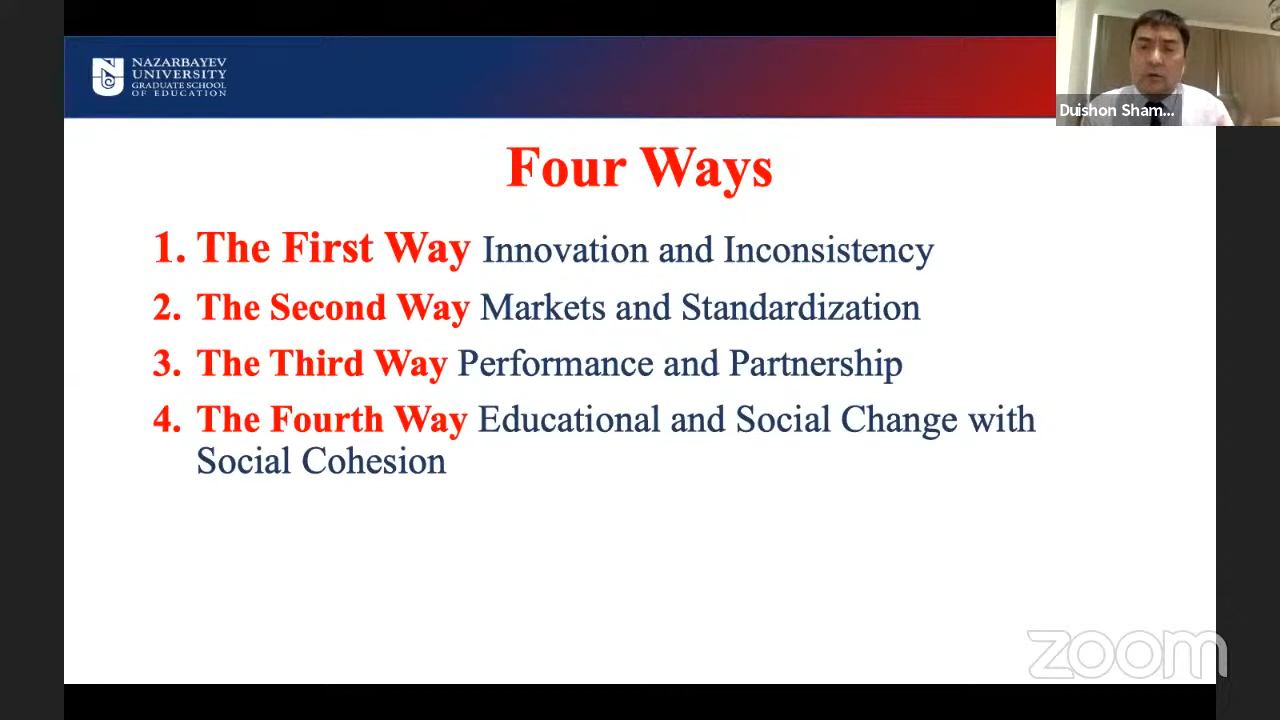 NAZARBAYEV
UNIVERSITY
GRADUATE SCHOOL
OF EDUCATION
Duishon Sham...
Four Ways
1. The First Way Innovation and Inconsistency
2. The Second Way Markets and Standardization
3. The Third Way Performance and Partnership
4. The Fourth Way Educational and Social Change with
Social Cohesion
zoom